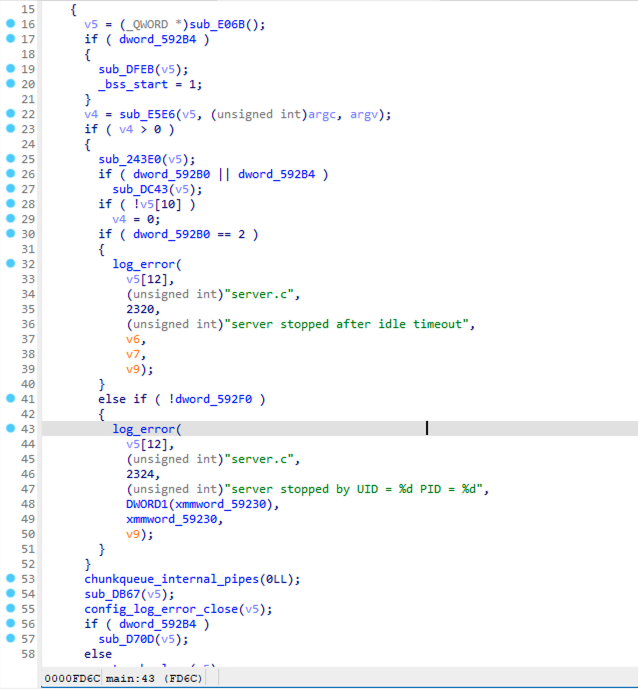 15 {
16 v5 = (_QWORD *)sub_E06B();
17 if ( dword_592B4 )
18 {
19 sub_DFEB(v5);
20 _bss_start = 1;
21 }
22 v4 = sub_E5E6(v5, (unsigned int)argc, argv);
23 if ( v4 > 0 )
24 {
25 sub_243E0(v5);
26 if ( dword_592B0 || dword_592B4 )
27 sub_DC43(v5);
28 if ( !v5[10] )
29 v4 = 0;
30 if ( dword_592B0 == 2 )
31 {
32 log_error(
33 v5[12],
34 (unsigned int)"server.c",
35 2320,
36 (unsigned int)"server stopped after idle timeout",
37 v6,
38 v7,
39 v9);
40 }
41 else if ( !dword_592F0 )
42 {
43 log_error(
44 v5[12],
45 (unsigned int)"server.c",
46 2324,
47 (unsigned int)"server stopped by UID = %d PID = %d",
48 DWORD1(xmmword_59230),
49 xmmword_59230,
50 v9);
51 }
52 }
53 chunkqueue_internal_pipes(0LL);
54 sub_DB67(v5);
55 config_log_error_close(v5);
56 if ( dword_592B4 )
57 sub_D70D(v5);
58 else
0000FD6C main:43 (FD6C)